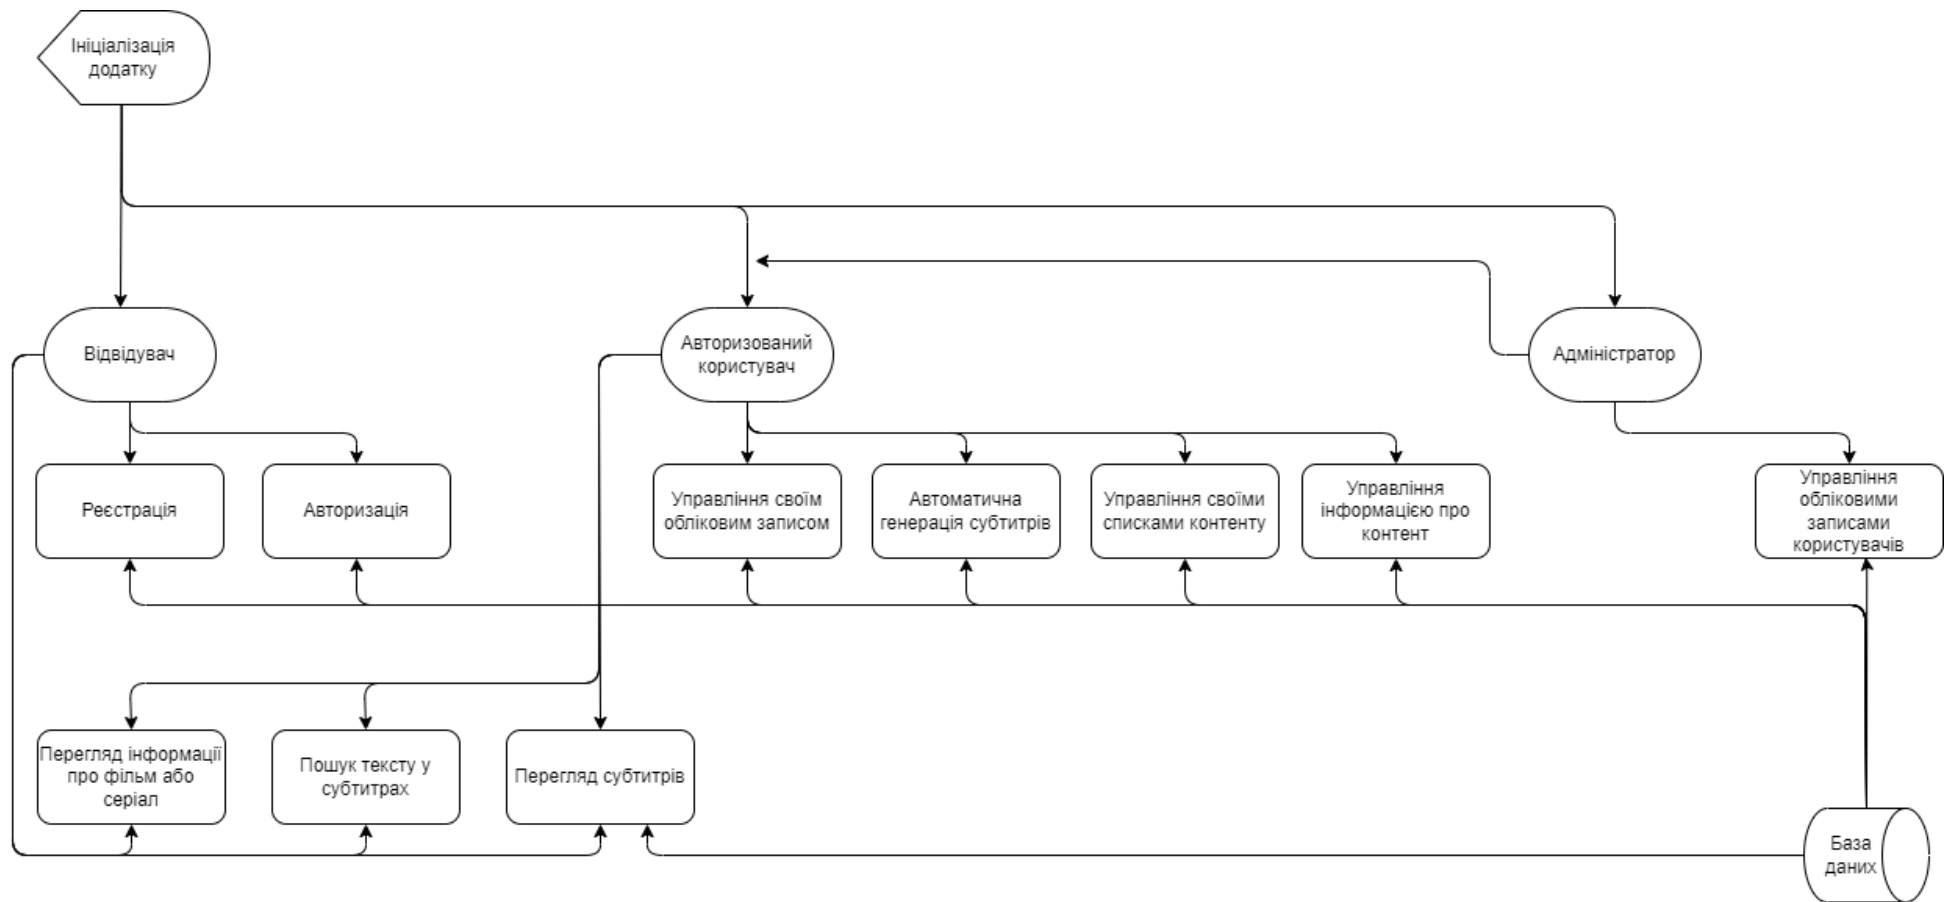 Ініціалізація
додатку
Відвідувач
Авторизований
користувач
Адміністратор
Реєстрація
Авторизація
Управління своїм
обліковим записом
Автоматична
генерація субтитрів
Управління своїми
списками контенту
Управління
інформацією про
контент
Управління
обліковими
записами
користувачів
Перегляд інформації
про фільм або
серіал
Пошук тексту у
субтитрах
Перегляд субтитрів
База
даних